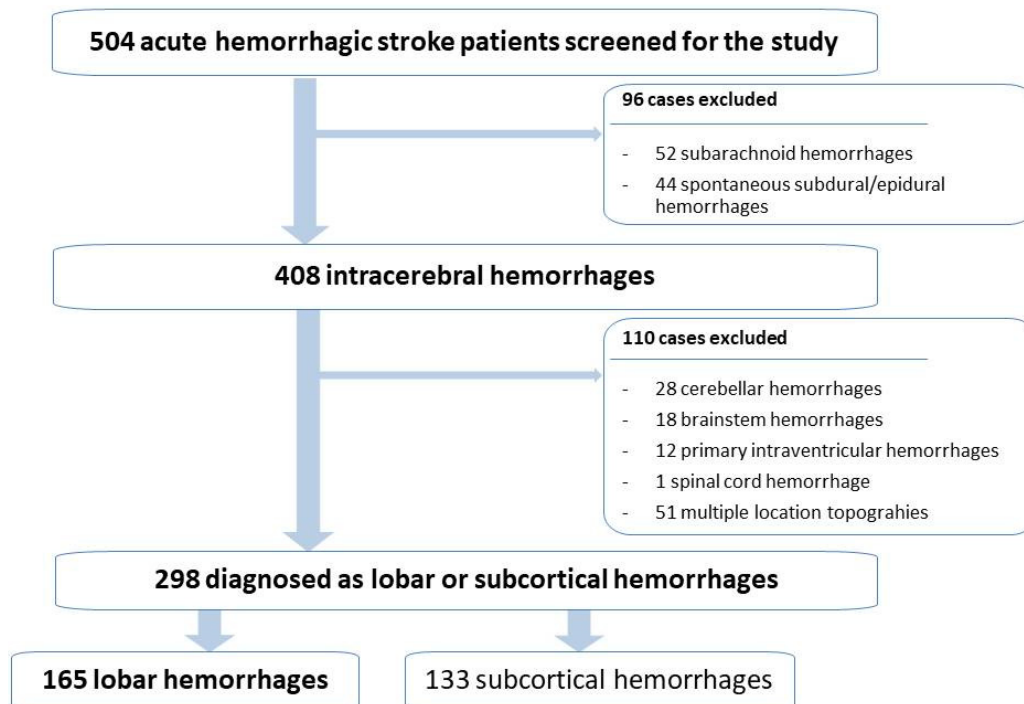 504 acute hemorrhagic stroke patients screened for the study
96 cases excluded
- 52 subarachnoid hemorrhages
- 44 spontaneous subdural/epidural
hemorrhages
408 intracerebral hemorrhages
110 cases excluded
- 28 cerebellar hemorrhages
- 18 brainstem hemorrhages
- 12 primary intraventricular hemorrhages
- 1 spinal cord hemorrhage
- 51 multiple location topograhies
298 diagnosed as lobar or subcortical hemorrhages
165 lobar hemorrhages
133 subcortical hemorrhages